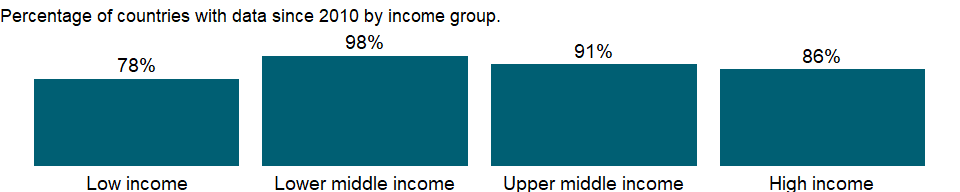 Percentage of countries with data since 2010 by income group.
78%
98%
91%
86%
Low income
Lower middle income
Upper middle income
High income